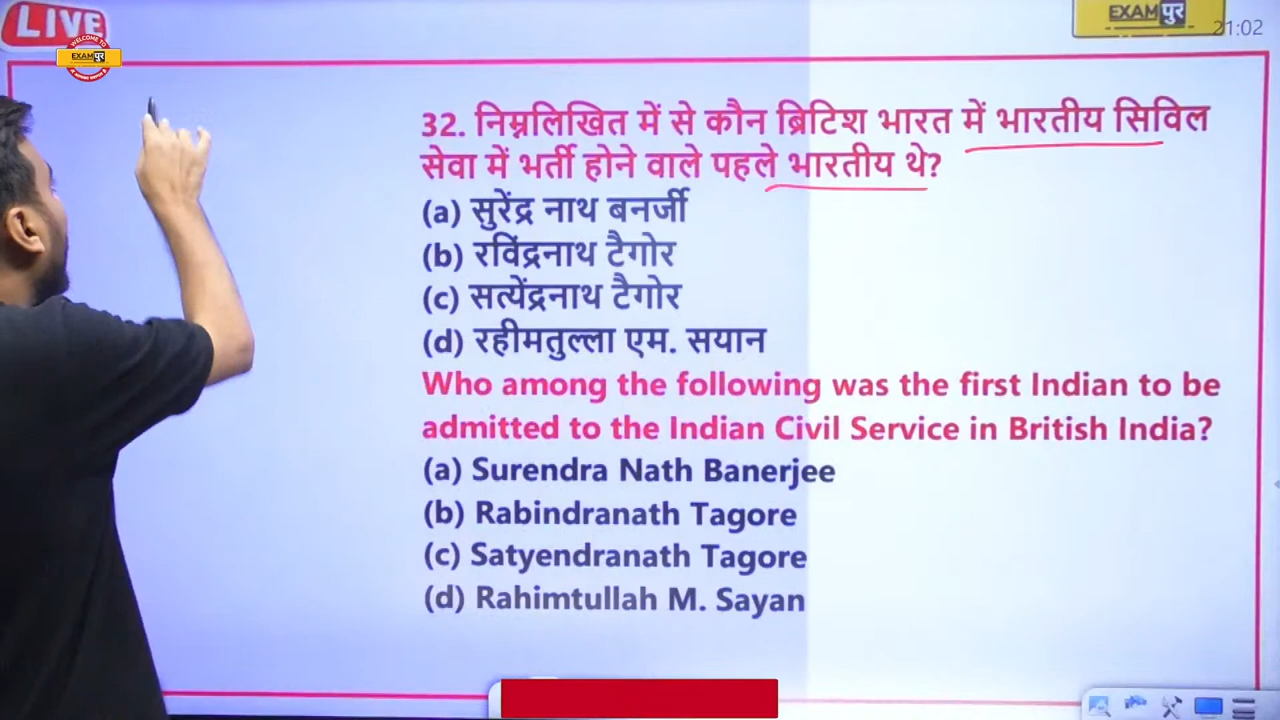 LIVE
WELCOME TO
EXAMपुर
EXAMपुर
21:02
32. निम्नलिखित में से कौन ब्रिटिश भारत में भारतीय सिविल
सेवा में भर्ती होने वाले पहले भारतीय थे?
(a) सुरेंद्र नाथ बनर्जी
(b) रविंद्रनाथ टैगोर
(c) सत्येंद्रनाथ टैगोर
(d) रहीमतुल्ला एम. सयान
Who among the following was the first Indian to be
admitted to the Indian Civil Service in British India?
(a) Surendra Nath Banerjee
(b) Rabindranath Tagore
(c) Satyendranath Tagore
(d) Rahimtullah M. Sayan